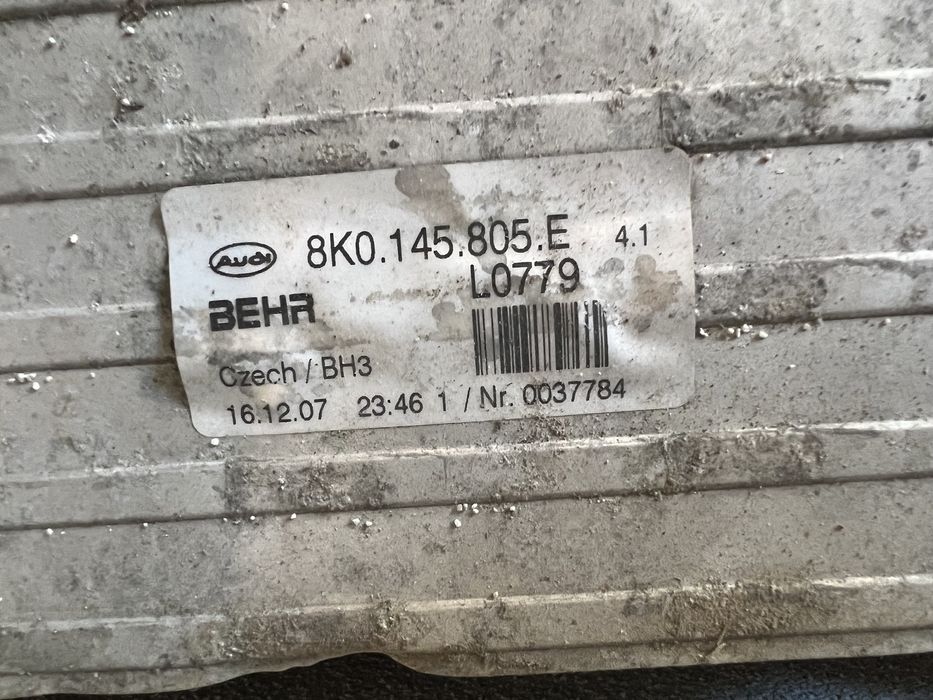 AUDI 8K0.145.805.E 4.1
L0779
BEHR
Czech / BH3
16.12.07 23:46 1 / Nr. 0037784